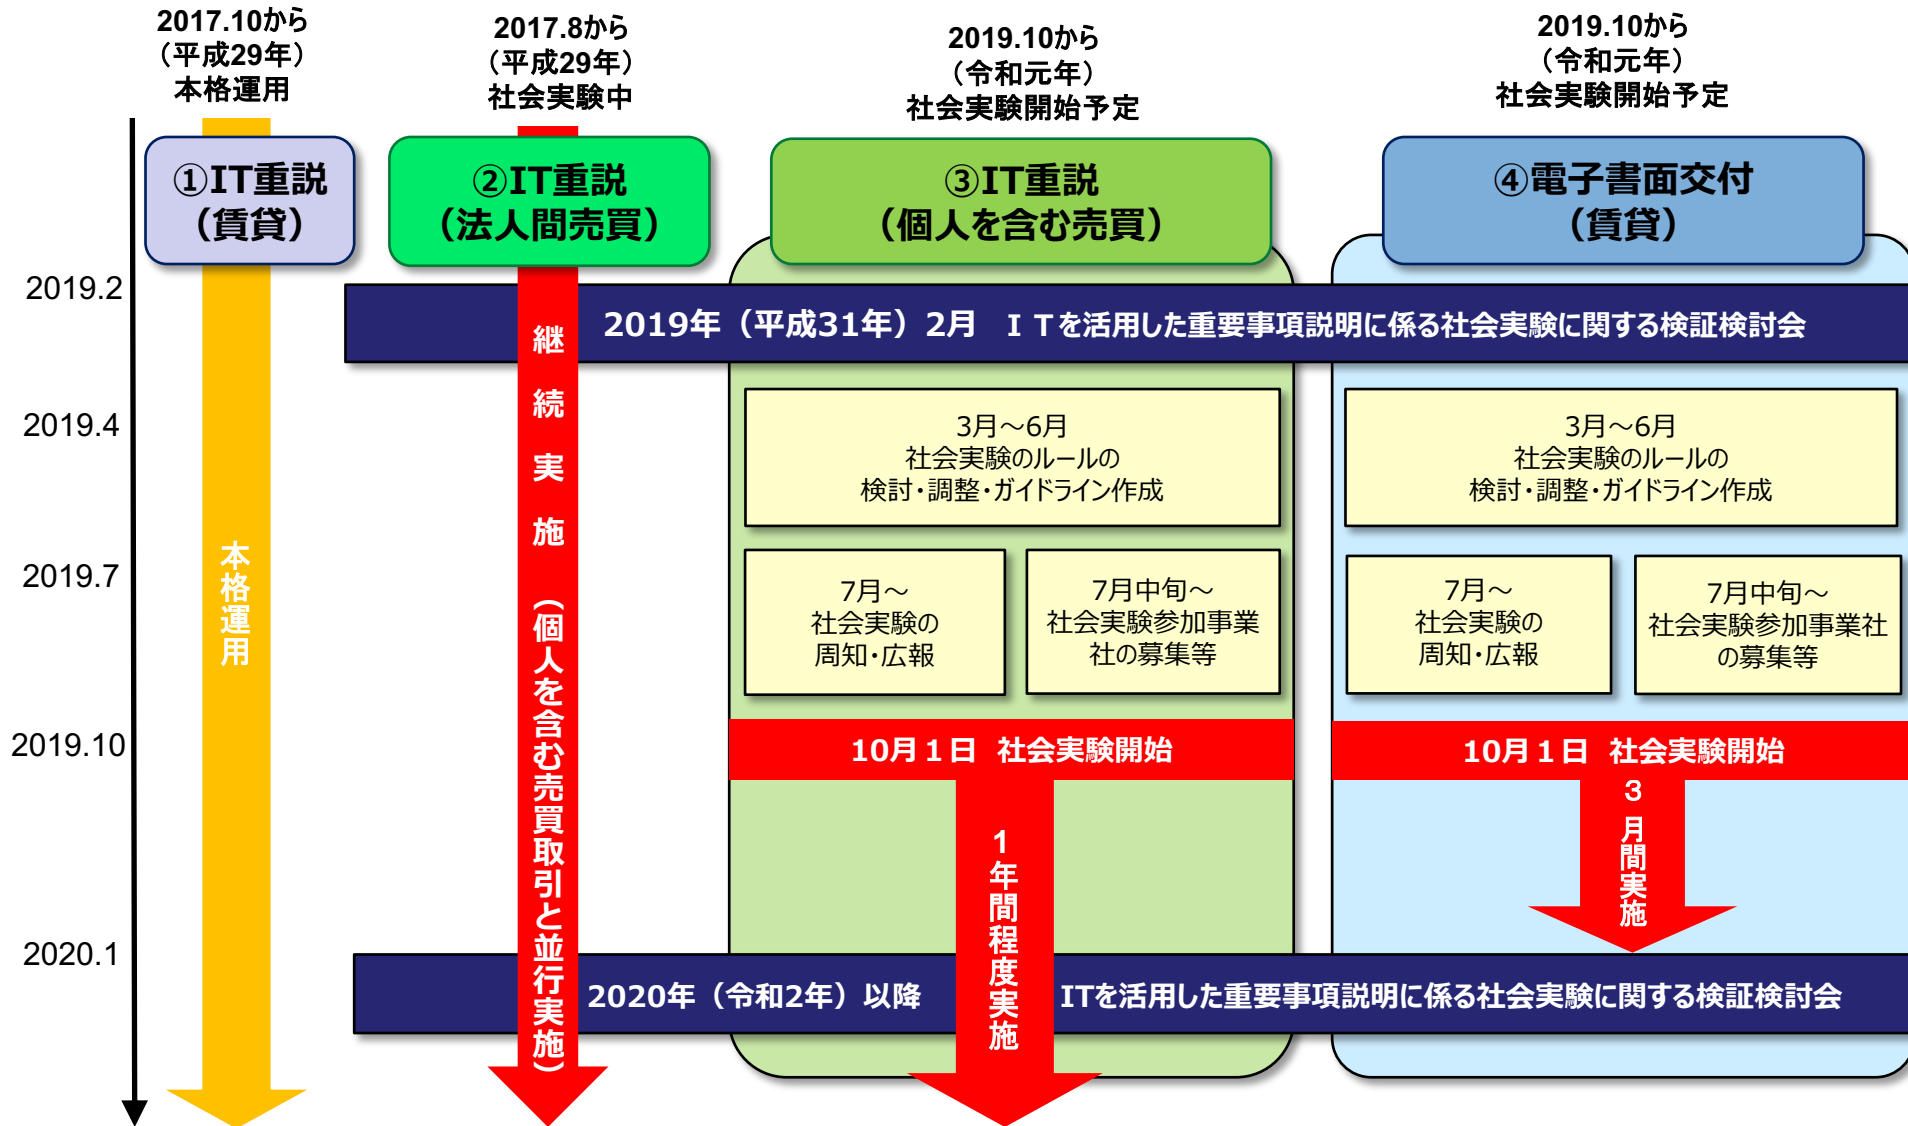 2017.10から
（平成29年）
本格運用
2017.8から
（平成29年）
社会実験中
2019.10から
（令和元年）
社会実験開始予定
2019.10から
（令和元年）
社会実験開始予定
①IT重説
（賃貸）
②IT重説
（法人間売買）
③IT重説
（個人を含む売買）
④電子書面交付
（賃貸）
2019.2
2019年（平成31年）2月　ＩＴを活用した重要事項説明に係る社会実験に関する検証検討会
2019.4
3月～6月
社会実験のルールの
検討・調整・ガイドライン作成
3月～6月
社会実験のルールの
検討・調整・ガイドライン作成
2019.7
7月～
社会実験の
周知・広報
7月中旬～
社会実験参加事業
社の募集等
7月～
社会実験の
周知・広報
7月中旬～
社会実験参加事業社
の募集等
本格運用
継続実施（個人を含む売買取引と並行実施）
2019.10
10月１日　社会実験開始
10月１日　社会実験開始
1年間程度実施
３月間実施
2020.1
2020年（令和2年）以降　ITを活用した重要事項説明に係る社会実験に関する検証検討会